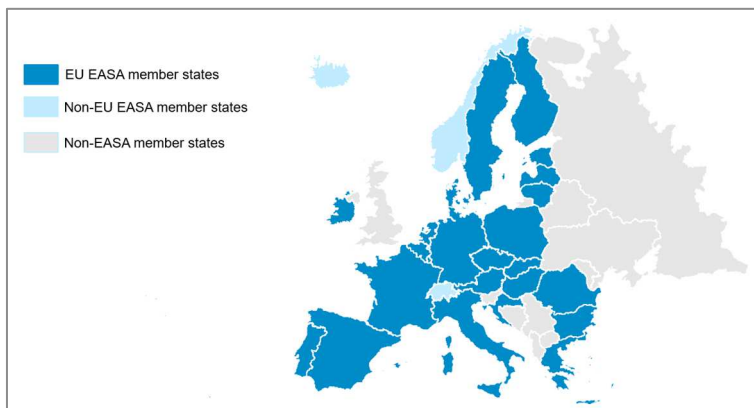 EU EASA member states
Non-EU EASA member states
Non-EASA member states